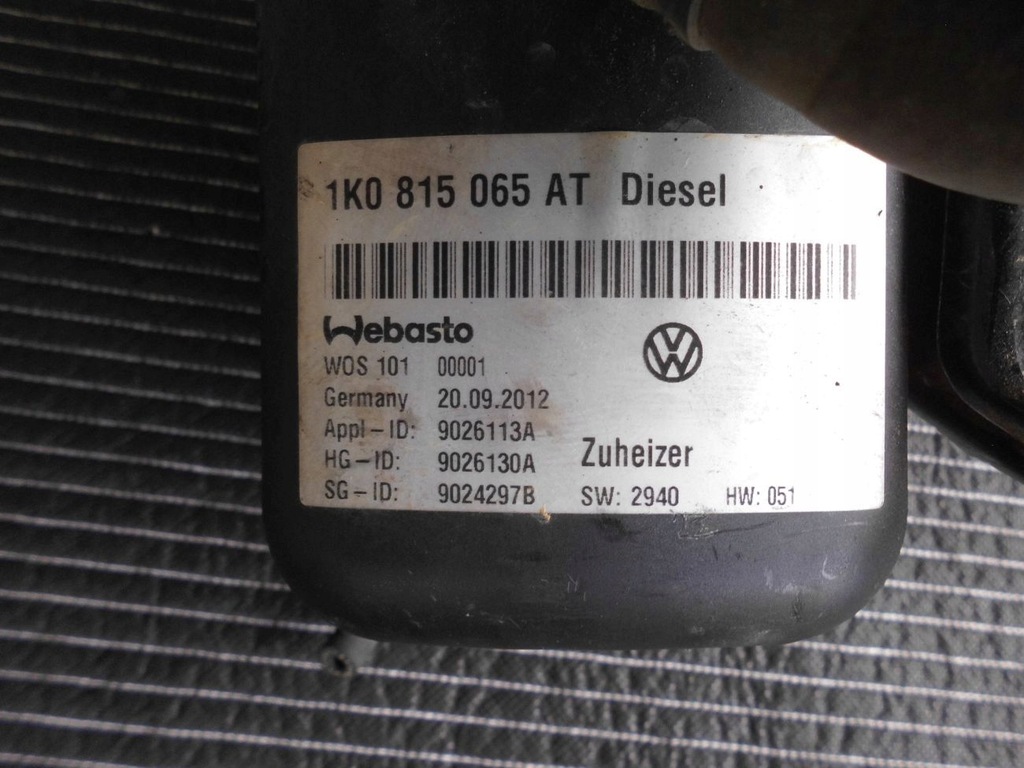 1K0 815 065 AT Diesel
Webasto
WOS 101 00001
Germany 20.09.2012
Appl-ID: 9026113A
HG-ID: 9026130A
Zuheizer
SG-ID: 9024297B SW: 2940 HW: 051